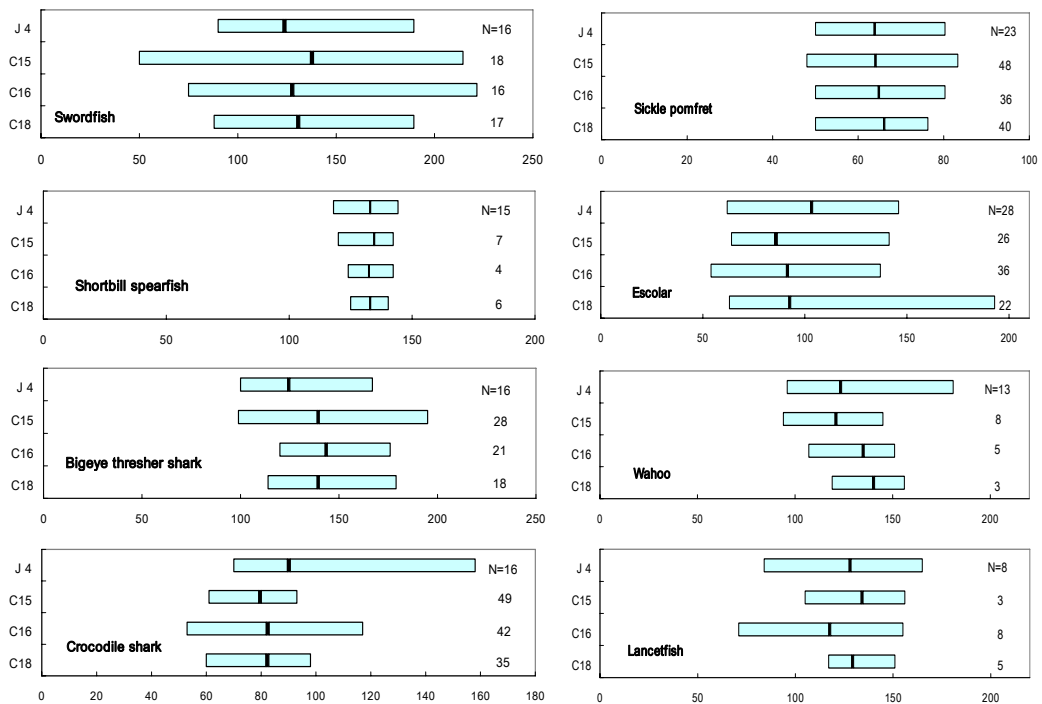 J 4 N=16
C15 18
C16 16
Swordfish
C18 17
0 50 100 150 200 250
J 4 N=23
C15 48
C16 36
Sickle pomfret
C18 40
0 20 40 60 80 100
J 4 N=15
C15 7
C16 4
Shortbill spearfish
C18 6
0 50 100 150 200
J 4 N=28
C15 26
C16 36
Escolar
C18 22
50 100 150 200
J 4 N=16
C15 28
C16 21
Bigeye thresher shark
C18 18
0 50 100 150 200 250
J 4 N=13
C15 8
C16 5
Wahoo
C18 3
0 50 100 150 200
J 4 N=16
C15 49
C16 42
Crocodile shark
C18 35
0 20 40 60 80 100 120 140 160 180
J 4 N=8
C15 3
C16 8
Lancetfish
C18 5
0 50 100 150 200